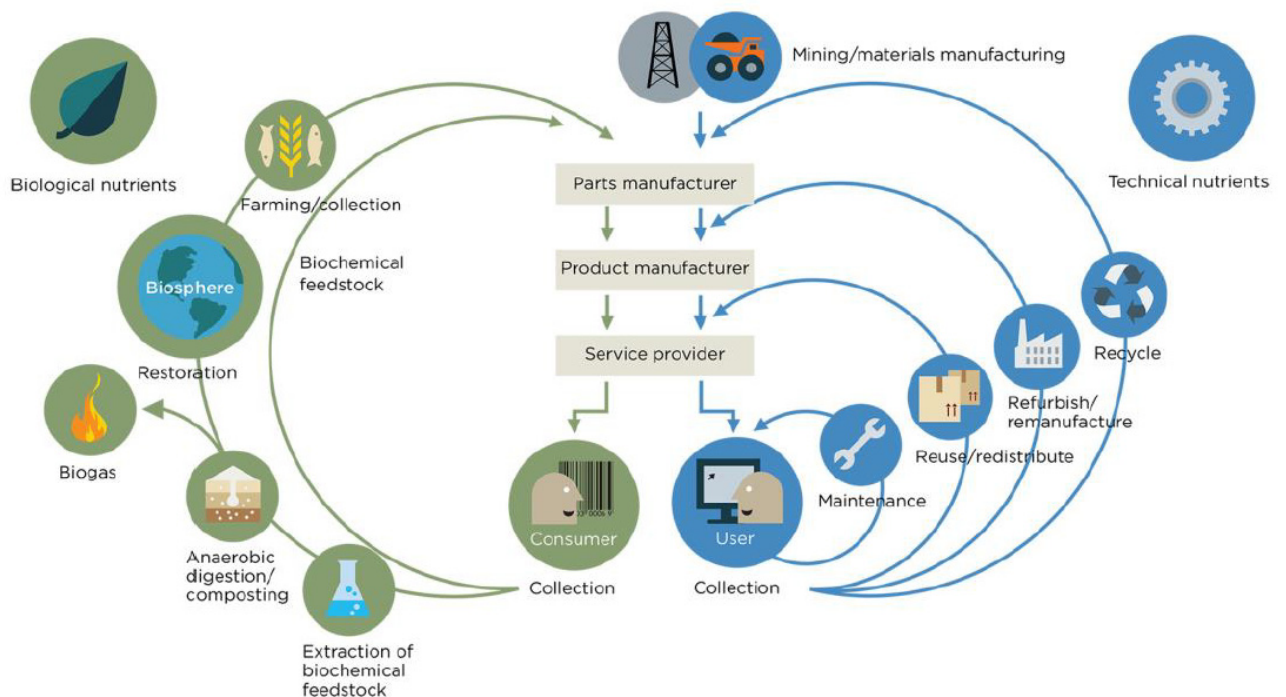 Mining/materials manufacturing
Biological nutrients
Farming/collection
Parts manufacturer
Technical nutrients
Biochemical
feedstock
Product manufacturer
Biosphere
Restoration
Service provider
Recycle
Refurbish/
remanufacture
Reuse/redistribute
Biogas
Maintenance
Consumer
User
Anaerobic
digestion/
composting
Collection
Collection
Extraction of
biochemical
feedstock